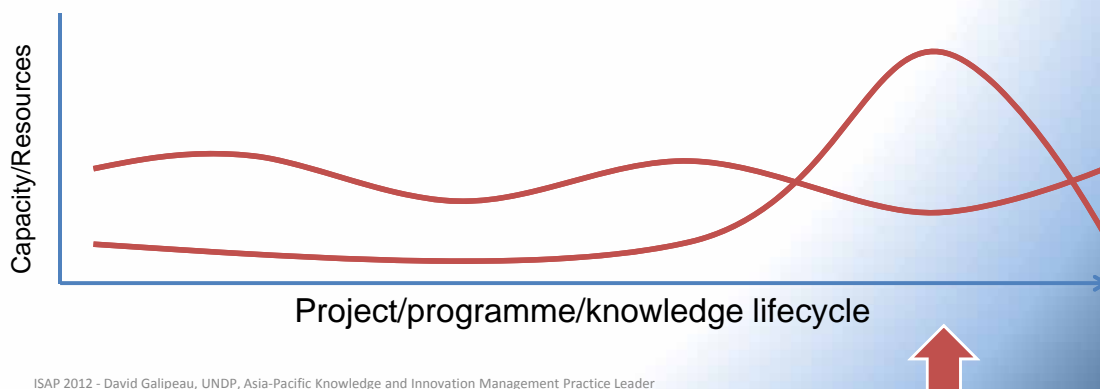 Capacity/Resources
Project/programme/knowledge lifecycle
ISAP 2012 - David Galipeau, UNDP, Asia-Pacific Knowledge and Innovation Management Practice Leader